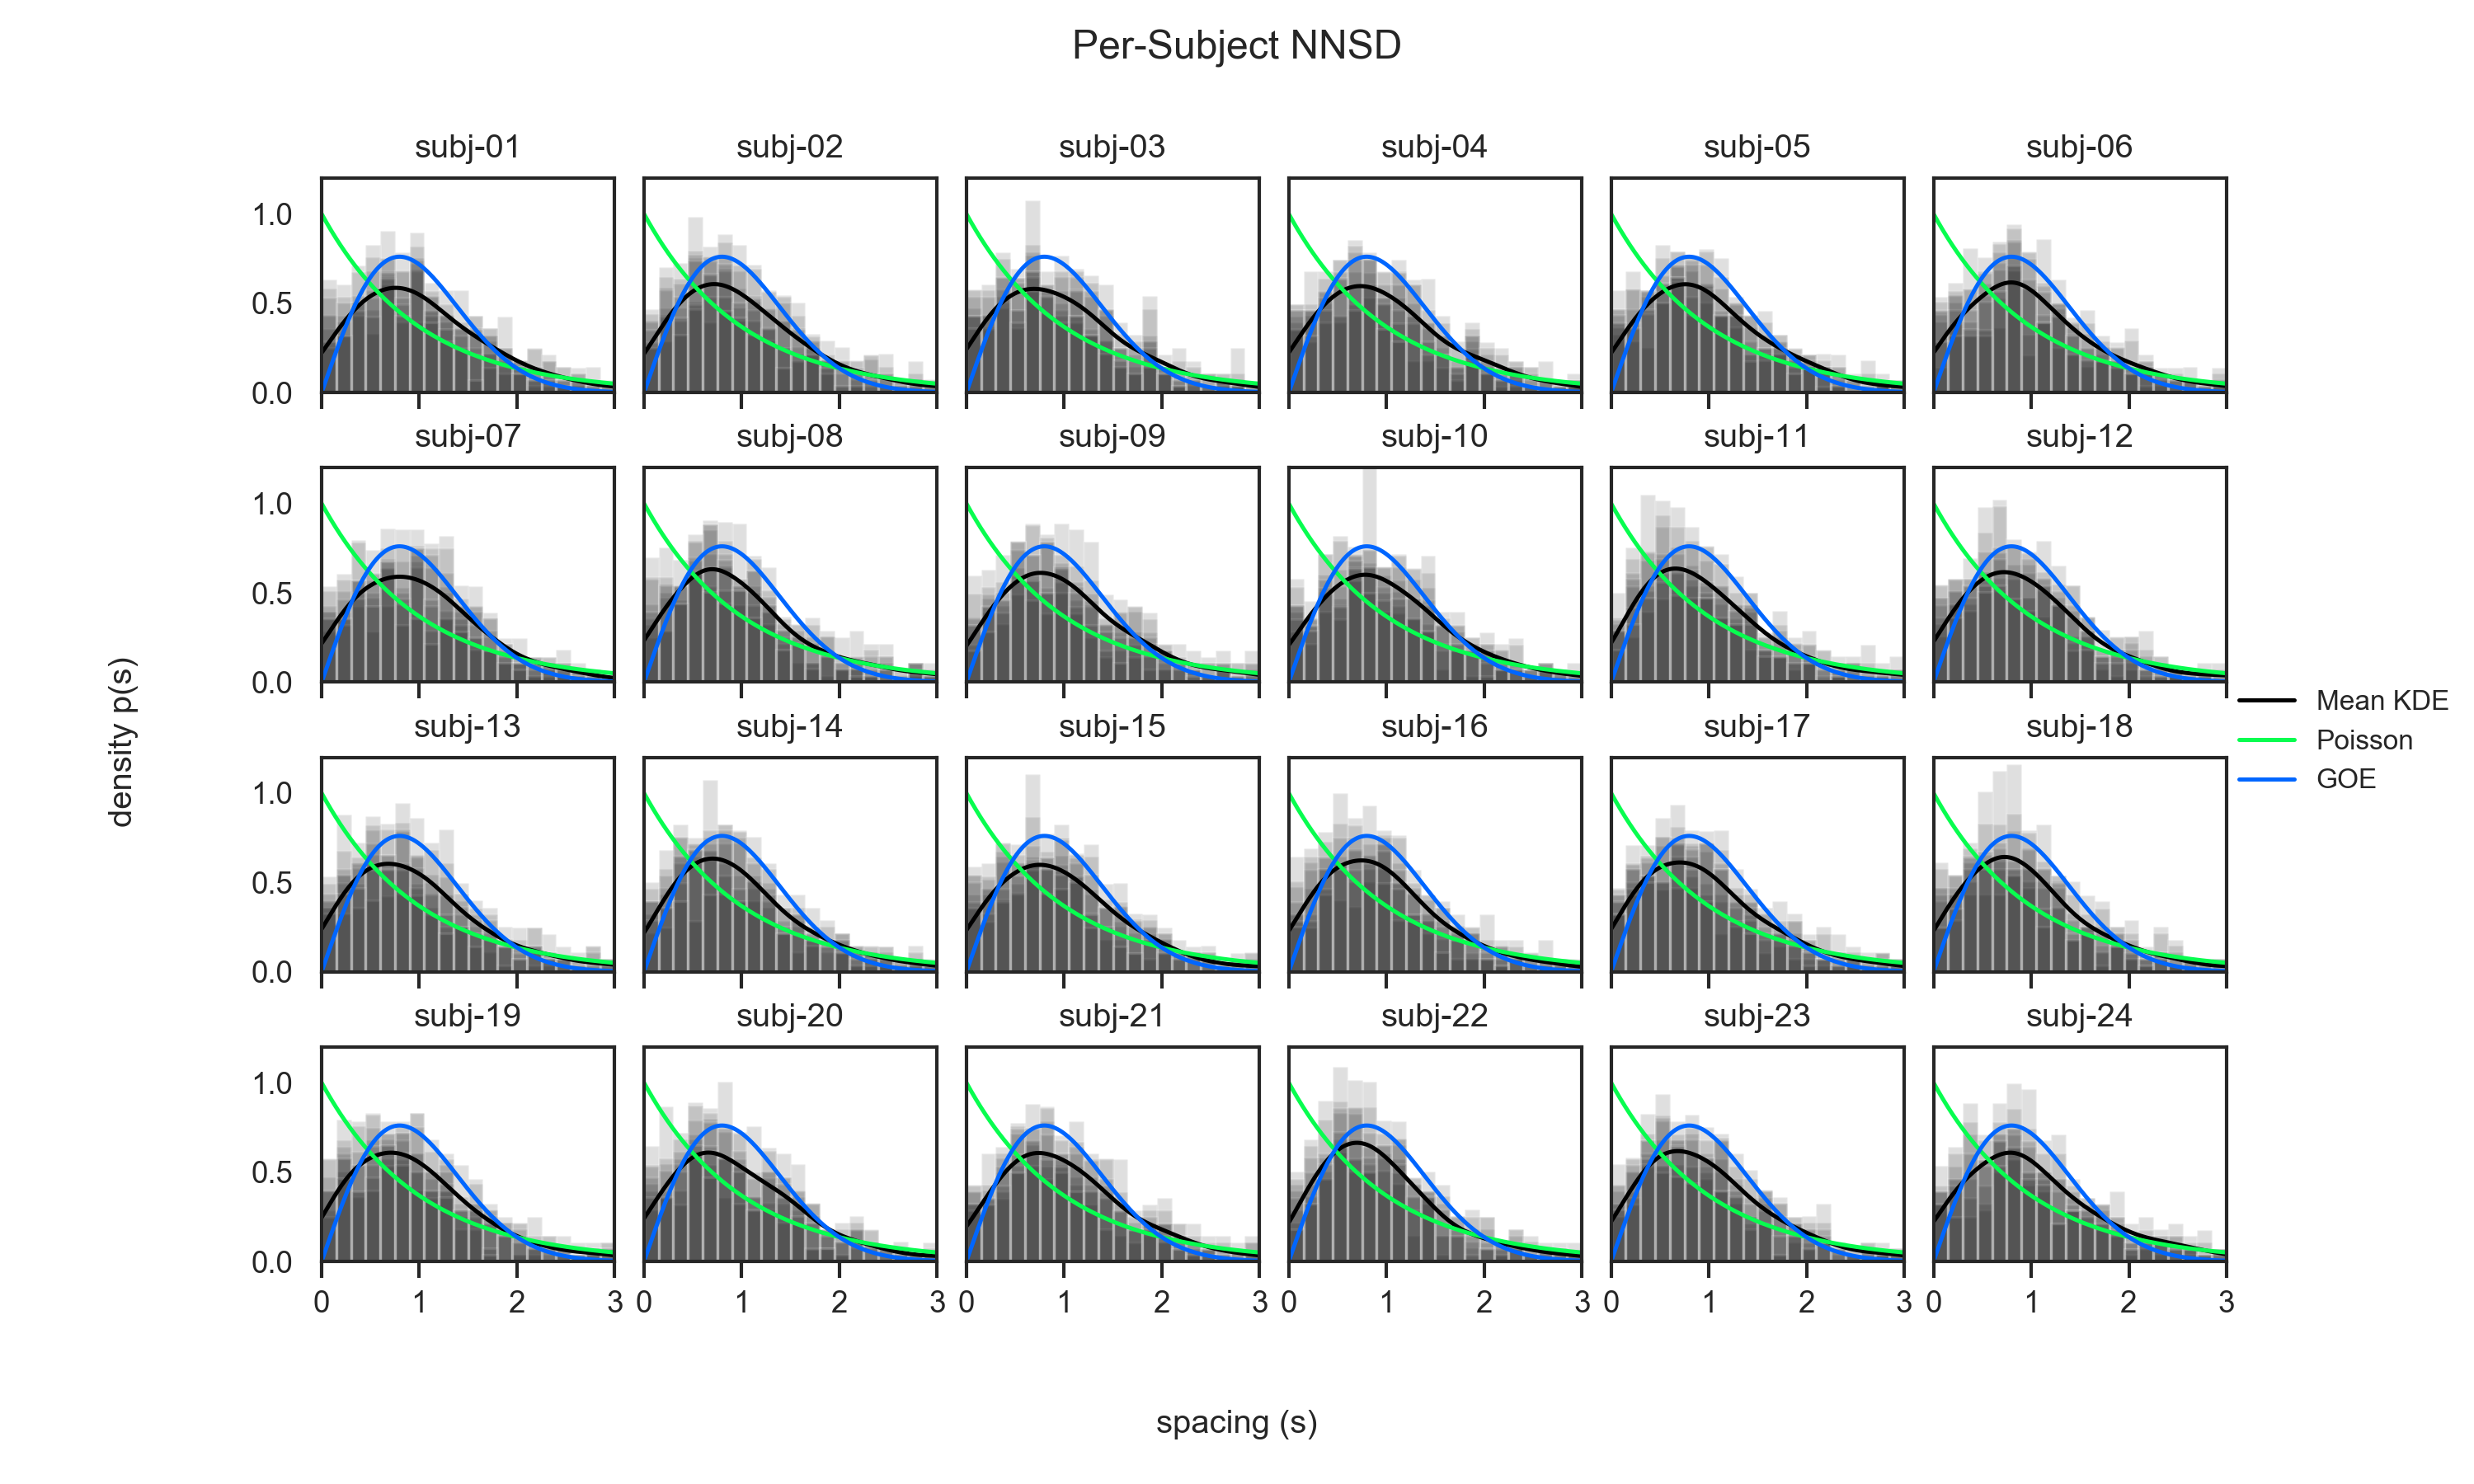 Per-Subject NNSD
subj-01 subj-02 subj-03 subj-04 subj-05 subj-06
1.0
0.5
0.0
subj-07 subj-08 subj-09 subj-10 subj-11 subj-12
1.0
0.5
0.0
subj-13 subj-14 subj-15 subj-16 subj-17 subj-18
1.0
0.5
0.0
subj-19 subj-20 subj-21 subj-22 subj-23 subj-24
1.0
0.5
0.0
0 1 2 3 0 1 2 3 0 1 2 3 0 1 2 3 0 1 2 3 0 1 2 3
density p(s)
spacing (s)
Mean KDE
Poisson
GOE